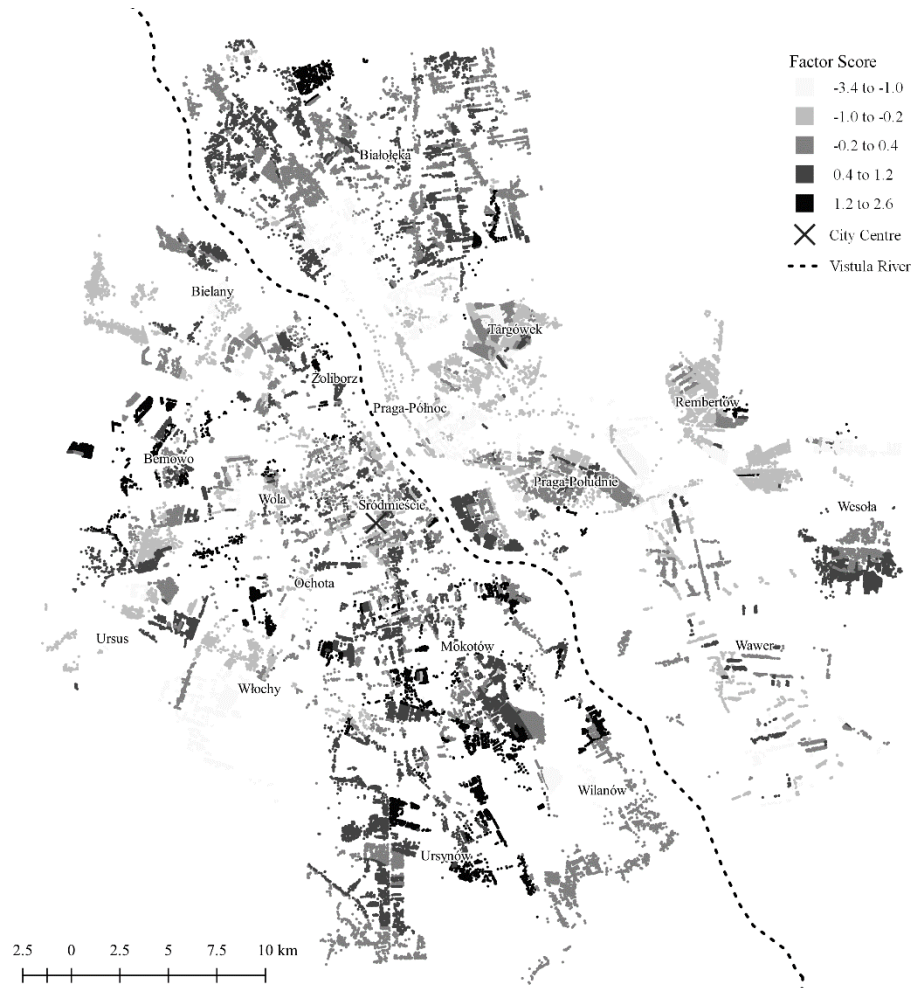 Factor Score
-3.4 to -1.0
-1.0 to -0.2
-0.2 to 0.4
0.4 to 1.2
1.2 to 2.6
City Centre
Vistula River
Białołęka
Bielany
Targówek
Żoliborz
Rembertów
Praga-Północ
Bemowo
Praga-Południe
Wola
Śródmieście
Wesoła
Ochota
Ursus
Mokotów
Wawer
Włochy
Wilanów
Ursynów
2.5 0 2.5 5 7.5 10 km